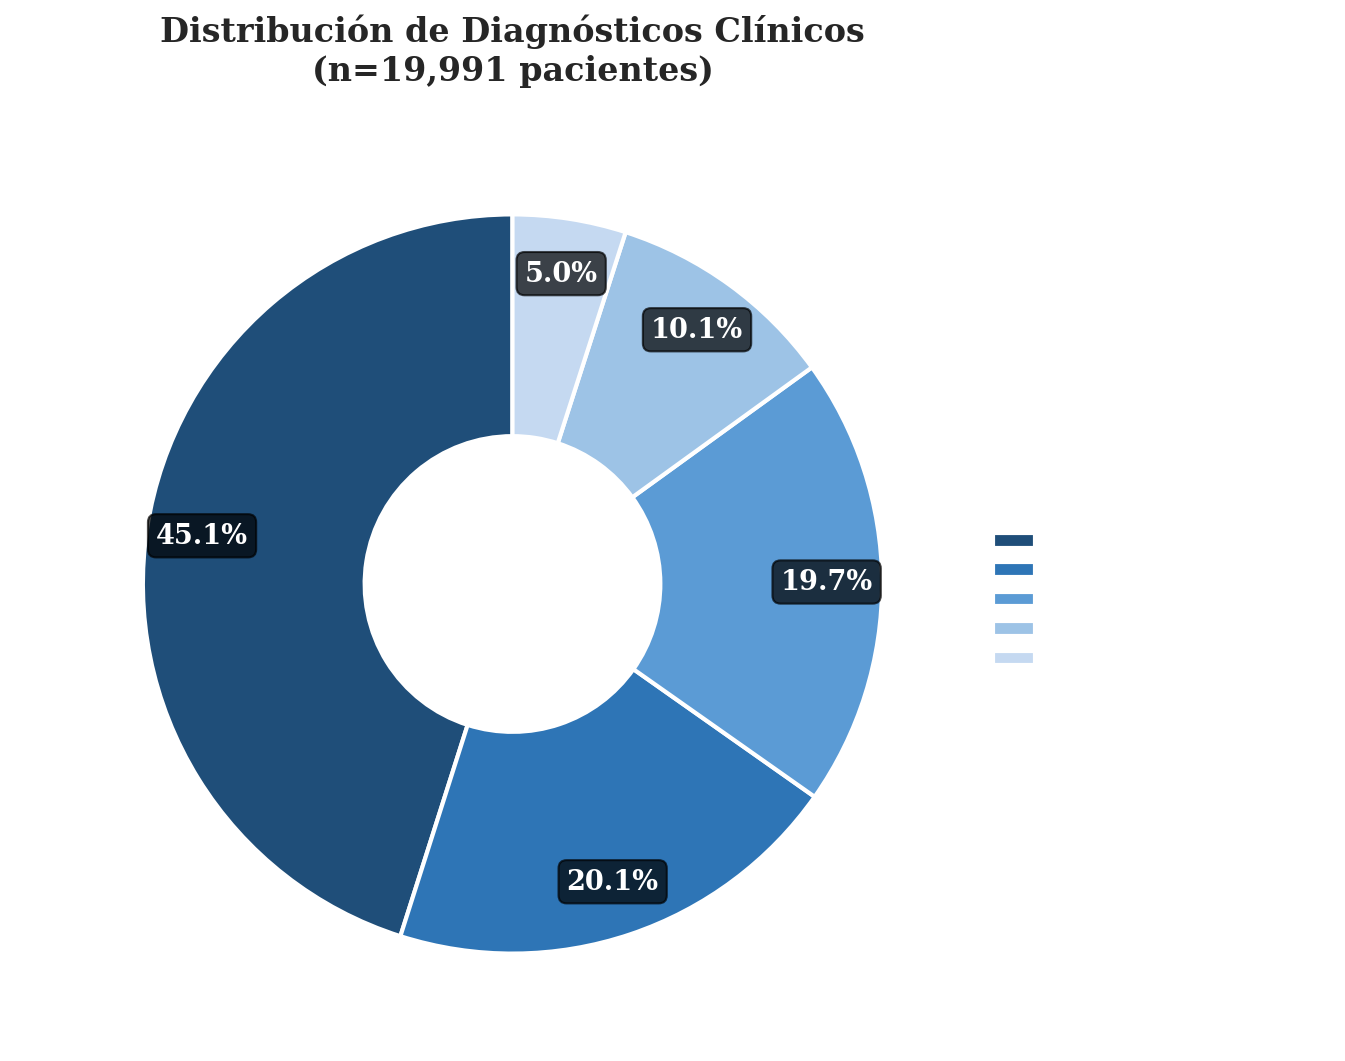 Distribución de Diagnósticos Clínicos
(n=19,991 pacientes)
5.0%
10.1%
45.1%
19.7%
20.1%